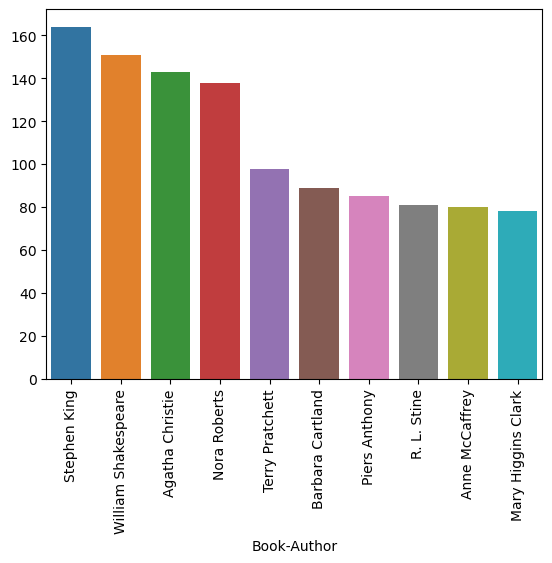 160
140
120
100
80
60
40
20
0
Stephen King
William Shakespeare
Agatha Christie
Nora Roberts
Terry Pratchett
Barbara Cartland
Piers Anthony
R. L. Stine
Anne McCaffrey
Mary Higgins Clark
Book-Author